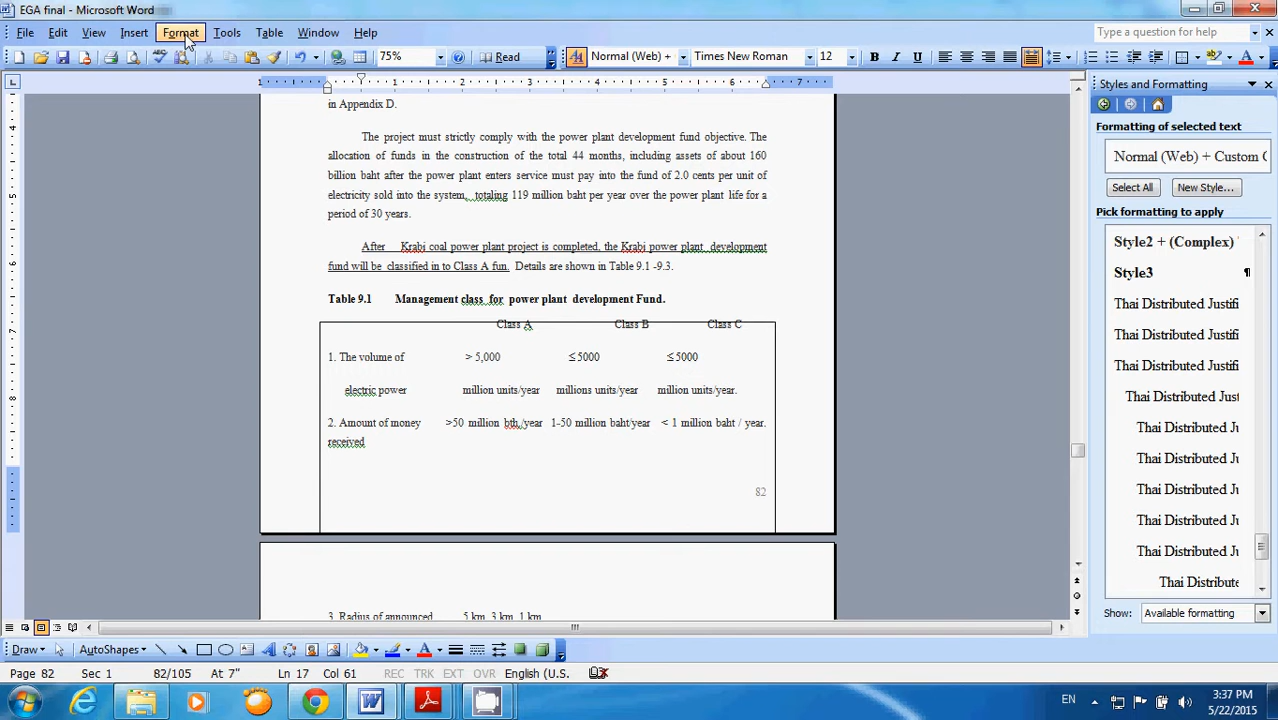 EGA final - Microsoft Word
File Edit View Insert Format Tools Table Window Help
Type a question for help
75% Read Normal (Web) + Times New Roman 12 B I U
1 1 2 3 4 5 6 7
Styles and Formatting
Formatting of selected text
Normal (Web) + Custom C
Select All New Style...
Pick formatting to apply
Style2 + (Complex)
Style3 ¶
Thai Distributed Justifi
Thai Distributed Justifi
Thai Distributed Justifi
Thai Distributed Just
Thai Distributed Ju
Thai Distributed Ju
Thai Distributed Ju
Thai Distributed Ju
Thai Distributed Ju
Thai Distribute
Show: Available formatting
4
5
6
7
8
in Appendix D.
The project must strictly comply with the power plant development fund objective. The
allocation of funds in the construction of the total 44 months, including assets of about 160
billion baht after the power plant enters service must pay into the fund of 2.0 cents per unit of
electricity sold into the system, totaling 119 million baht per year over the power plant life for a
period of 30 years.
After Krabi coal power plant project is completed, the Krabi power plant development
fund will be classified in to Class A fun. Details are shown in Table 9.1 -9.3.
Table 9.1 Management class for power plant development Fund.
Class A Class B Class C
1. The volume of > 5,000 ≤5000 ≤5000
electric power million units/year millions units/year million units/year.
2. Amount of money >50 million bth./year 1-50 million baht/year < 1 million baht / year.
received
82
3. Radius of announced 5 km. 3 km. 1 km.
Draw AutoShapes
Page 82 Sec 1 82/105 At 7" Ln 17 Col 61 REC TRK EXT OVR English (U.S.
EN 3:37 PM
5/22/2015